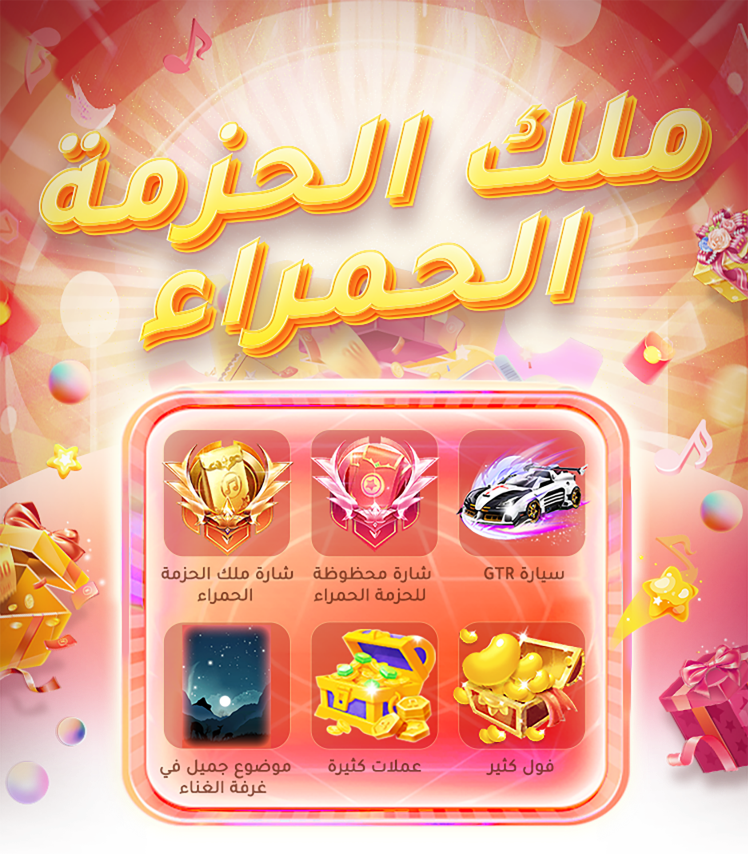 ملك الحزمة
الحمراء
سيارة GTR
شارة محظوظة
للحزمة الحمراء
شارة ملك الحزمة
الحمراء
فول كثير
عملات كثيرة
موضوع جميل في
غرفة الغناء